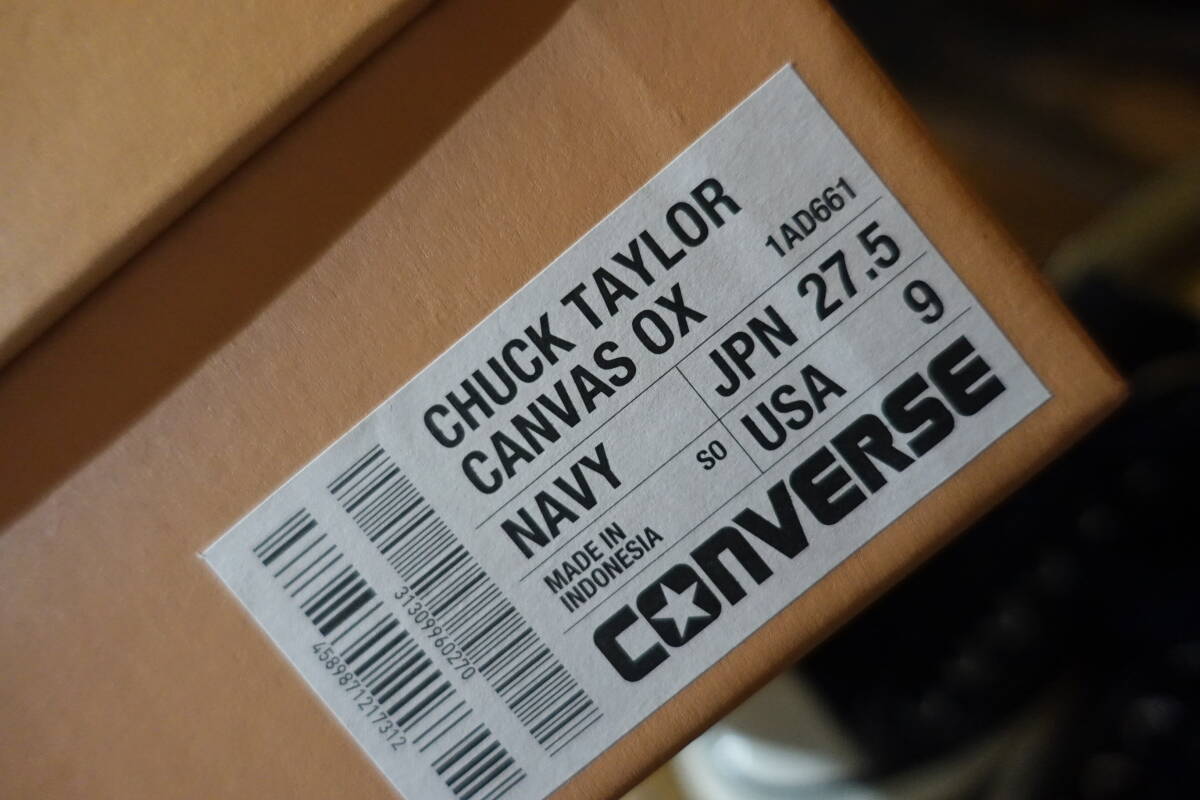 CHUCK TAYLOR
CANVAS OX
1AD661
NAVY
SO
JPN 27.5
USA 9
MADE IN
INDONESIA
CONVERSE
31309960270
4589871217312